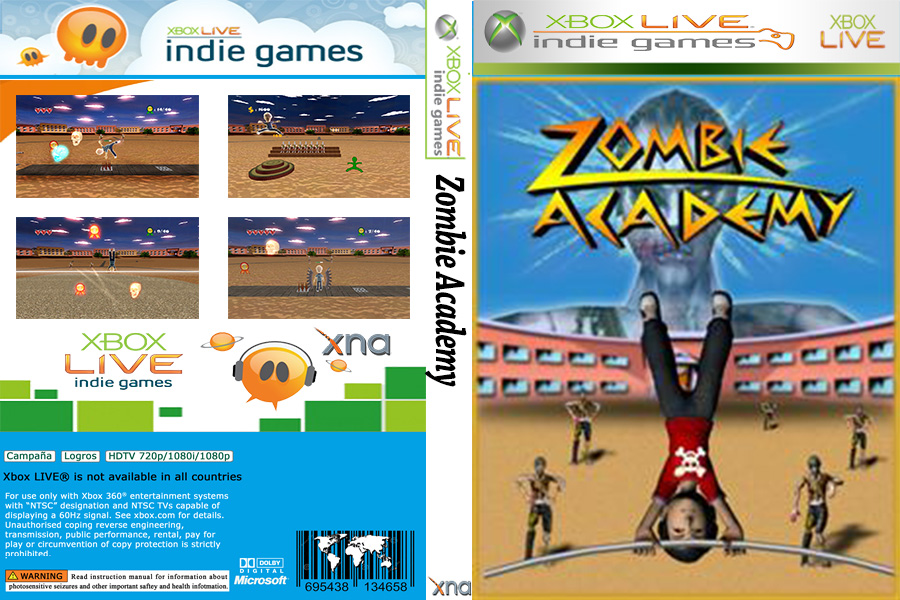 XBOX LIVE
indie games
XBOX LIVE
indie games
Campaña Logros HDTV 720p/1080i/1080p
Xbox LIVE® is not available in all countries
For use only with Xbox 360® entertainment systems
with “NTSC” designation and NTSC TVs capable of
displaying a 60Hz signal. See xbox.com for details.
Unauthorised coping reverse engineering,
transmission, public performance, rental, pay for
play or circumvention of copy protection is strictly
prohibited.
WARNING Read instruction manual for information about
photosensitive seizures and other important saftey and health infotmation.
xna
DOLBY
DIGITAL
Microsoft
695438 134658
XBOX LIVE
indie games
Zombie Academy
xna
XBOX LIVE
indie games
XBOX
LIVE
ZOMBIE
ACADEMY